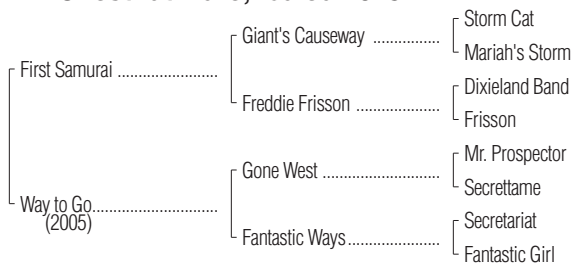 Storm Cat
Giant's Causeway ..................
Mariah's Storm
First Samurai ......................
Dixieland Band
Freddie Frisson ...................
Frisson
Mr. Prospector
Gone West .........................
Secrettame
Way to Go...........................
(2005)
Secretariat
Fantastic Ways.....................
Fantastic Girl